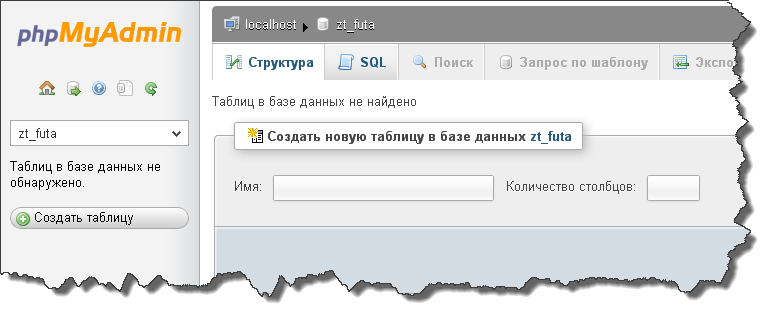 phpMyAdmin
zt_futa
Таблиц в базе данных не
обнаружено.
Создать таблицу
localhost zt_futa
Структура SQL Поиск Запрос по шаблону
Таблиц в базе данных не найдено
Создать новую таблицу в базе данных zt_futa
Имя: Количество столбцов: